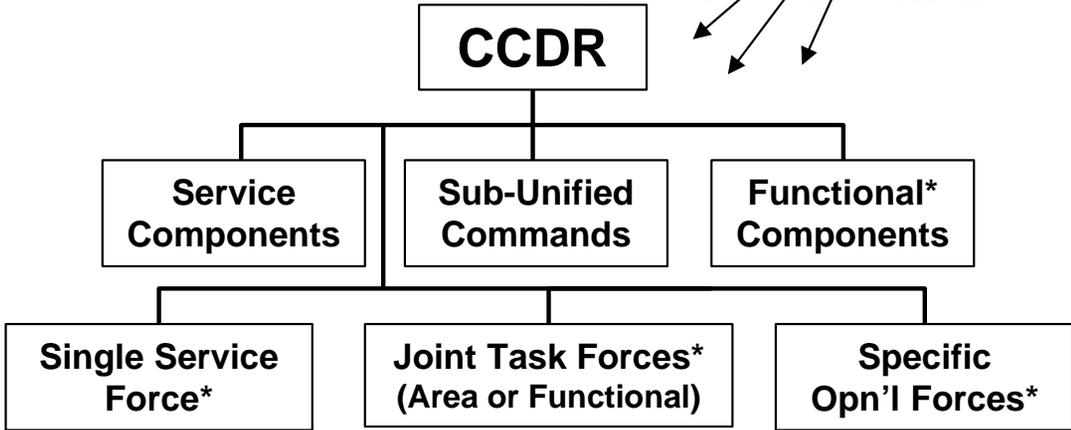 CCDR
Service
Components
Sub-Unified
Commands
Functional*
Components
Single Service
Force*
Joint Task Forces*
(Area or Functional)
Specific
Opn’l Forces*